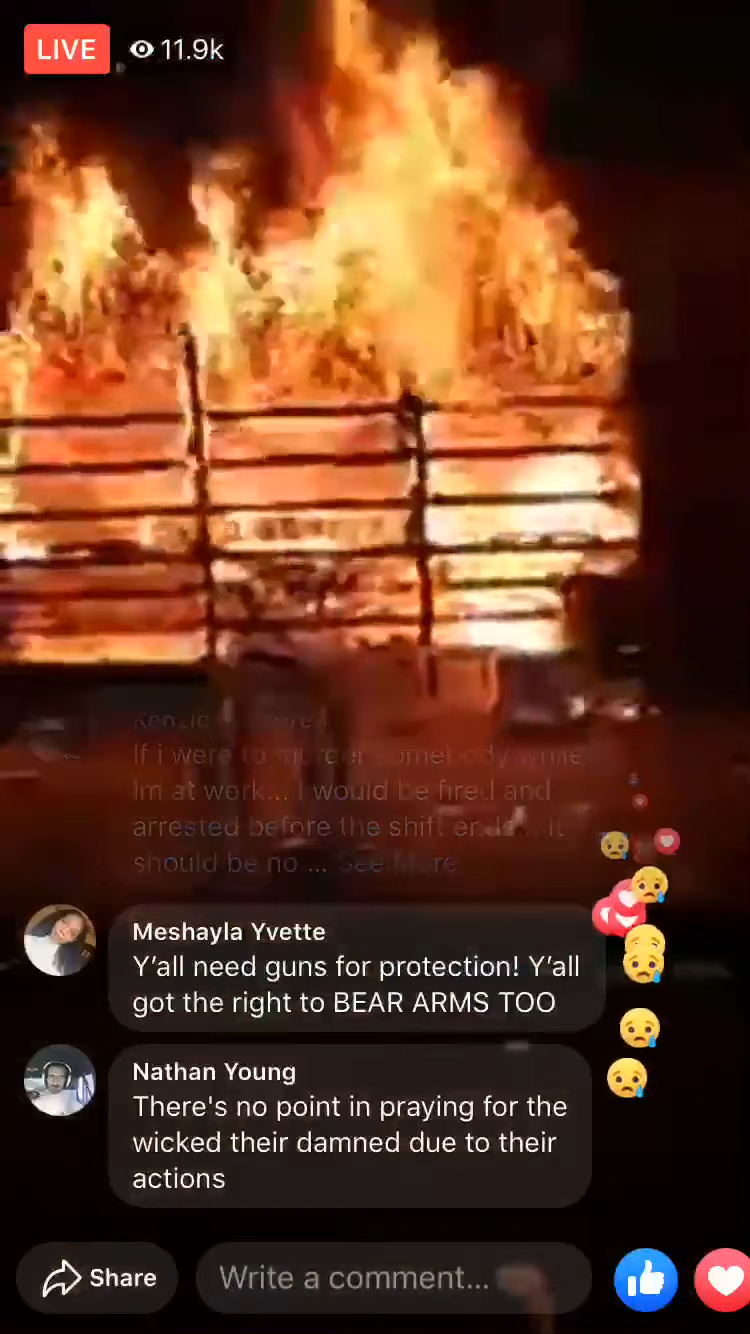 LIVE 11.9k
If i were to murder somebody while
im at work... I would be fired and
arrested before the shift ends... it
should be no ... See More
Meshayla Yvette
Y'all need guns for protection! Y'all
got the right to BEAR ARMS TOO
Nathan Young
There's no point in praying for the
wicked their damned due to their
actions
Share Write a comment...